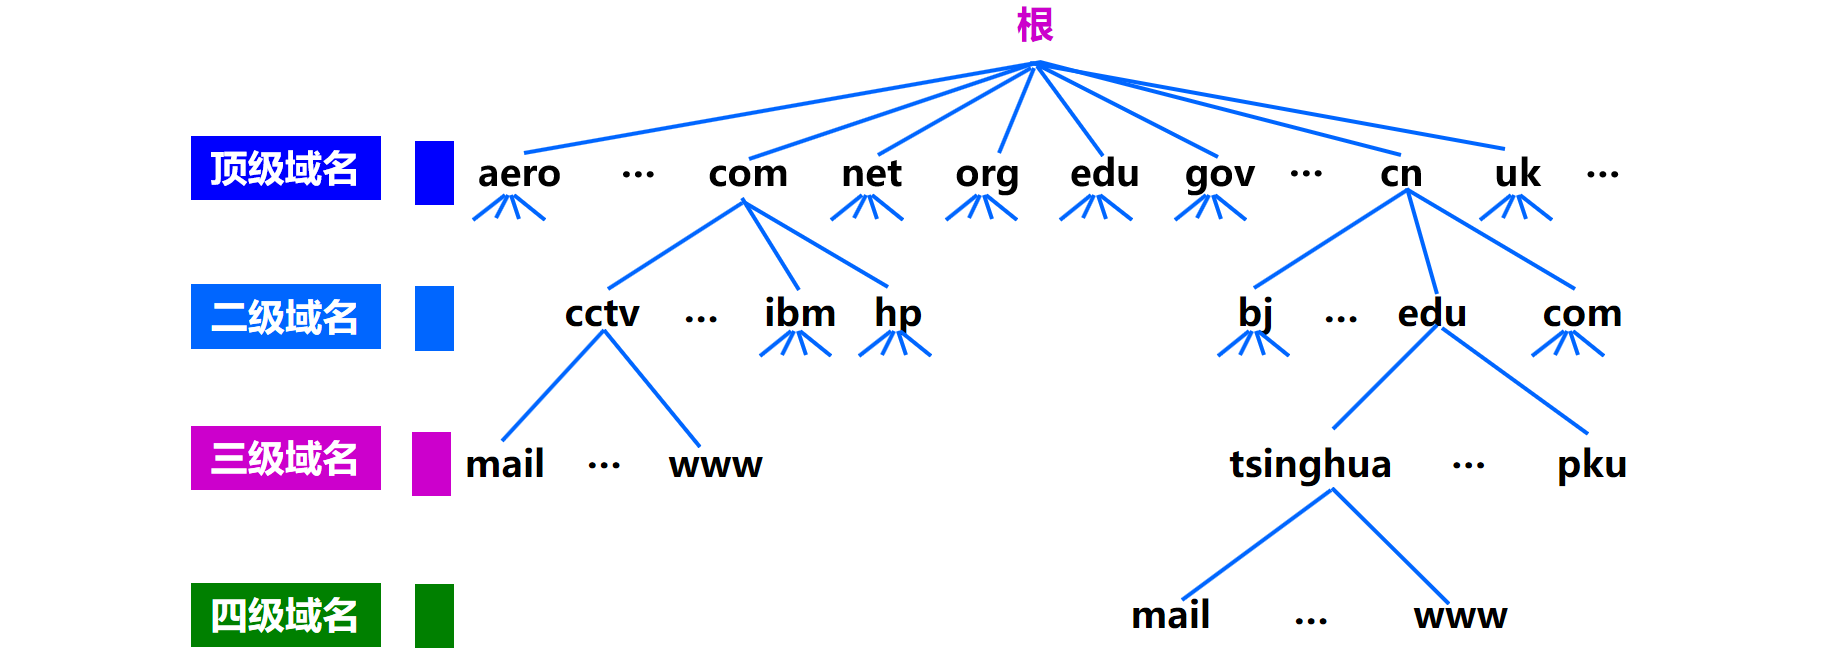 根
顶级域名 aero ... com net org edu gov ... cn uk ...
二级域名 cctv ... ibm hp bj ... edu com
三级域名 mail ... www tsinghua ... pku
四级域名 mail ... www